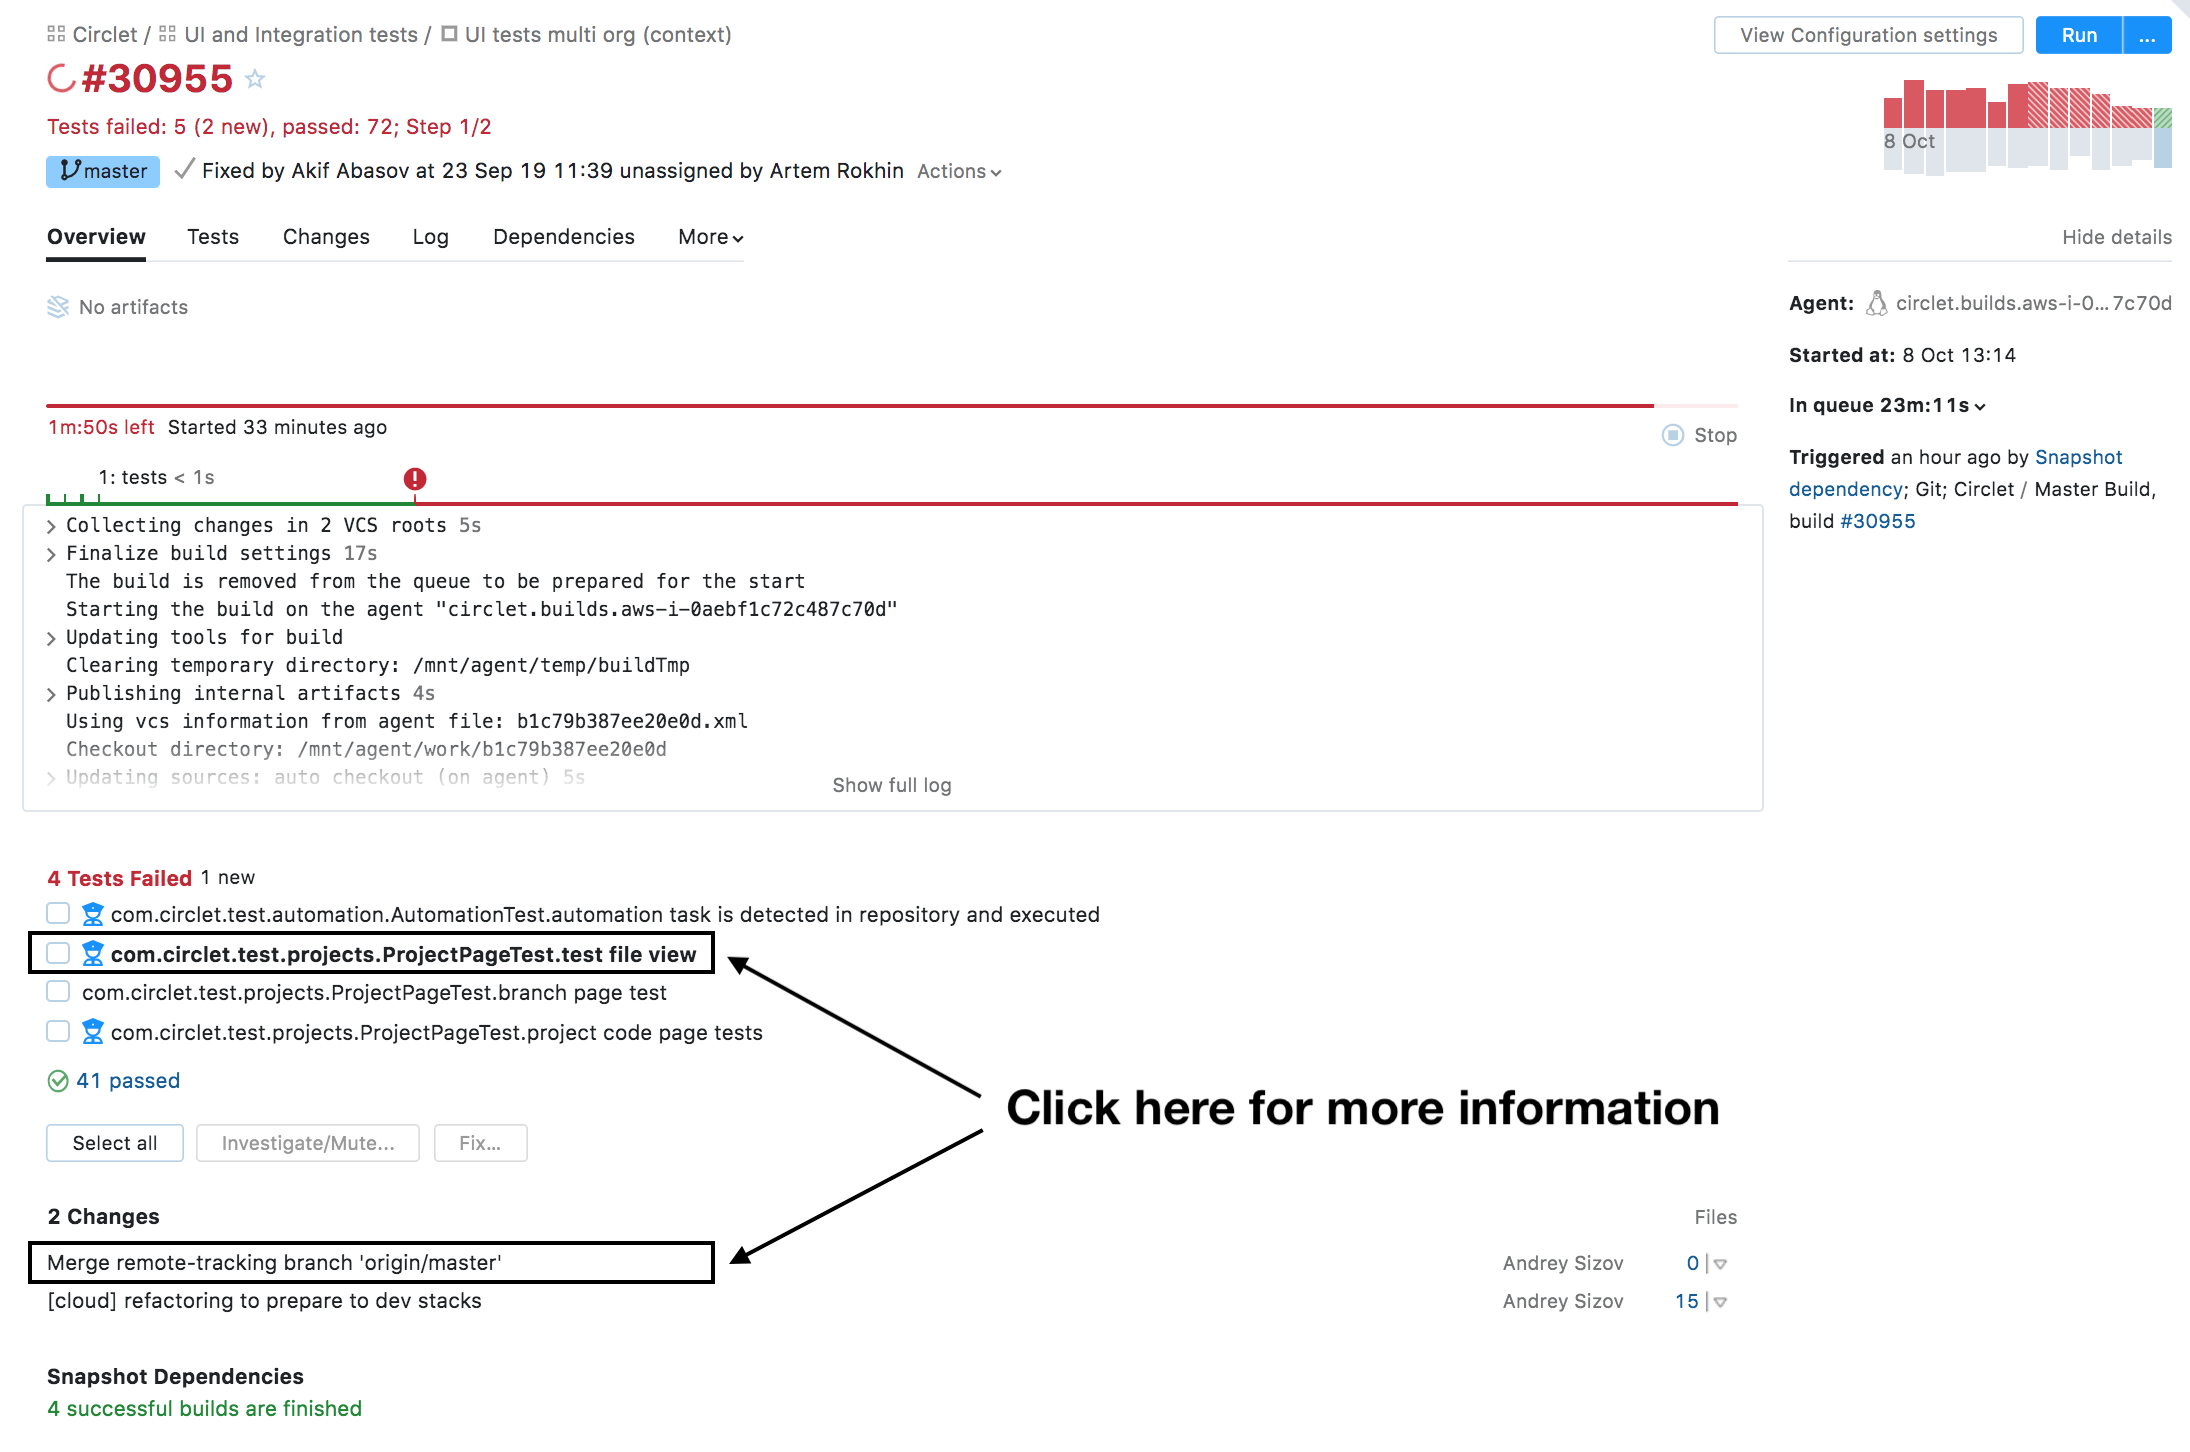 Circlet / UI and Integration tests / UI tests multi org (context)
View Configuration settings
Run
...
#30955
Tests failed: 5 (2 new), passed: 72; Step 1/2
8 Oct
master Fixed by Akif Abasov at 23 Sep 19 11:39 unassigned by Artem Rokhin Actions
Overview Tests Changes Log Dependencies More
Hide details
No artifacts
Agent: circlet.builds.aws-i-0...7c70d
Started at: 8 Oct 13:14
In queue 23m:11s
Triggered an hour ago by Snapshot
dependency; Git; Circlet / Master Build,
build #30955
1m:50s left Started 33 minutes ago
Stop
1: tests < 1s
Collecting changes in 2 VCS roots 5s
Finalize build settings 17s
The build is removed from the queue to be prepared for the start
Starting the build on the agent "circlet.builds.aws-i-0aebf1c72c487c70d"
Updating tools for build
Clearing temporary directory: /mnt/agent/temp/buildTmp
Publishing internal artifacts 4s
Using vcs information from agent file: b1c79b387ee20e0d.xml
Checkout directory: /mnt/agent/work/b1c79b387ee20e0d
Updating sources: auto checkout (on agent) 5s
Show full log
4 Tests Failed 1 new
com.circlet.test.automation.AutomationTest.automation task is detected in repository and executed
com.circlet.test.projects.ProjectPageTest.test file view
com.circlet.test.projects.ProjectPageTest.branch page test
com.circlet.test.projects.ProjectPageTest.project code page tests
41 passed
Click here for more information
Select all Investigate/Mute... Fix...
2 Changes Files
Merge remote-tracking branch 'origin/master' Andrey Sizov 0
[cloud] refactoring to prepare to dev stacks Andrey Sizov 15
Snapshot Dependencies
4 successful builds are finished